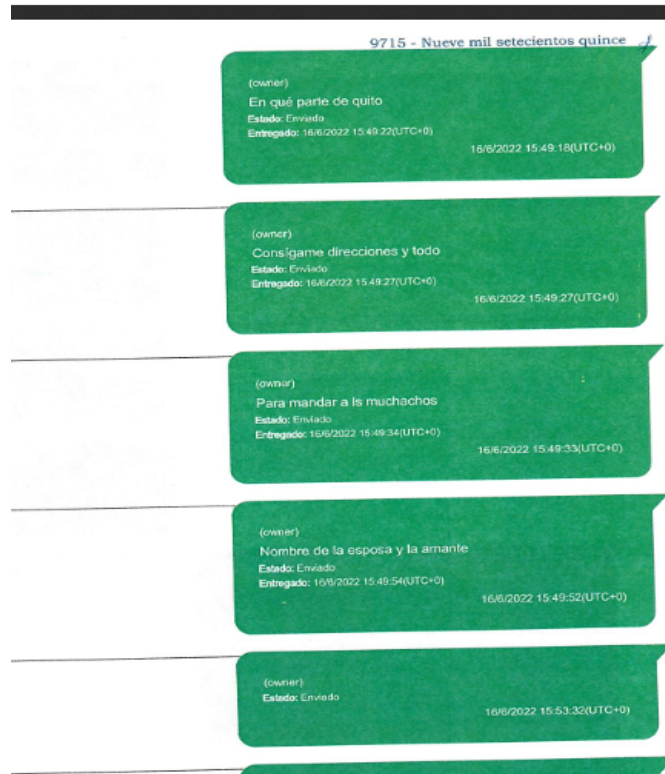 9715 - Nueve mil setecientos quince
(owner)
En qué parte de quito
Estado: Enviado
Entregado: 16/6/2022 15:49:22(UTC+0)
16/6/2022 15:49:18(UTC+0)
(owner)
Consígame direcciones y todo
Estado: Enviado
Entregado: 16/6/2022 15:49:27(UTC+0)
16/6/2022 15:49:27(UTC+0)
(owner)
Para mandar a ls muchachos
Estado: Enviado
Entregado: 16/6/2022 15:49:34(UTC+0)
16/6/2022 15:49:33(UTC+0)
(owner)
Nombre de la esposa y la amante
Estado: Enviado
Entregado: 16/6/2022 15:49:54(UTC+0)
16/6/2022 15:49:52(UTC+0)
(owner)
Estado: Enviado
16/6/2022 15:53:32(UTC+0)